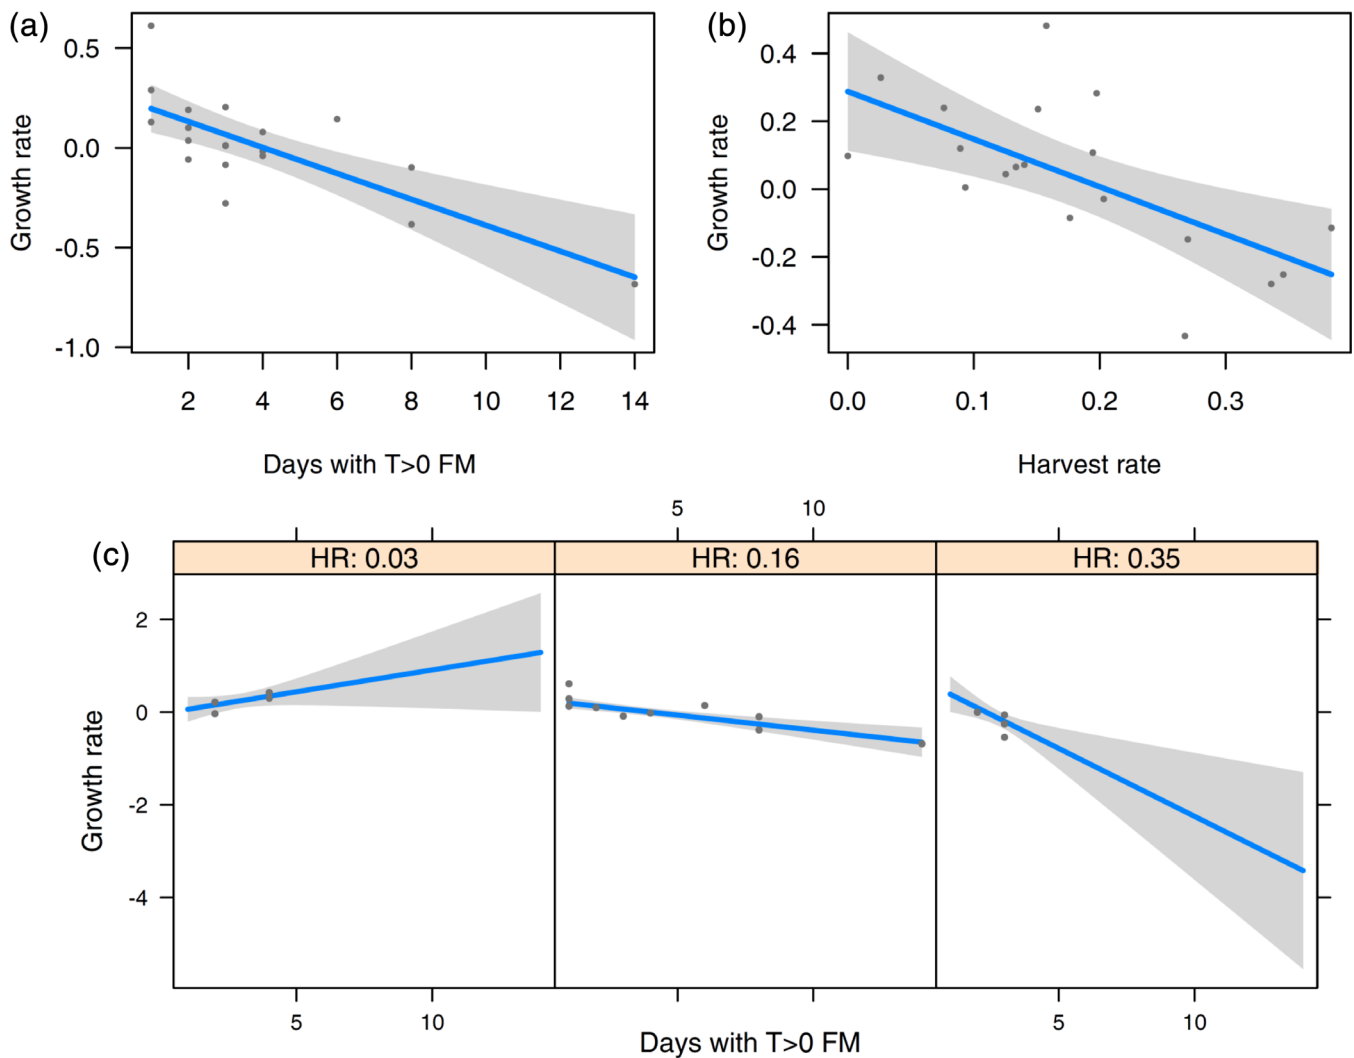 (a)
0.5
0.0
-0.5
-1.0
Growth rate
2 4 6 8 10 12 14
Days with T>0 FM
(b)
0.4
0.2
0.0
-0.2
-0.4
Growth rate
0.0 0.1 0.2 0.3
Harvest rate
(c)
5 10
HR: 0.03 HR: 0.16 HR: 0.35
2
0
-2
-4
Growth rate
5 10 5 10
Days with T>0 FM